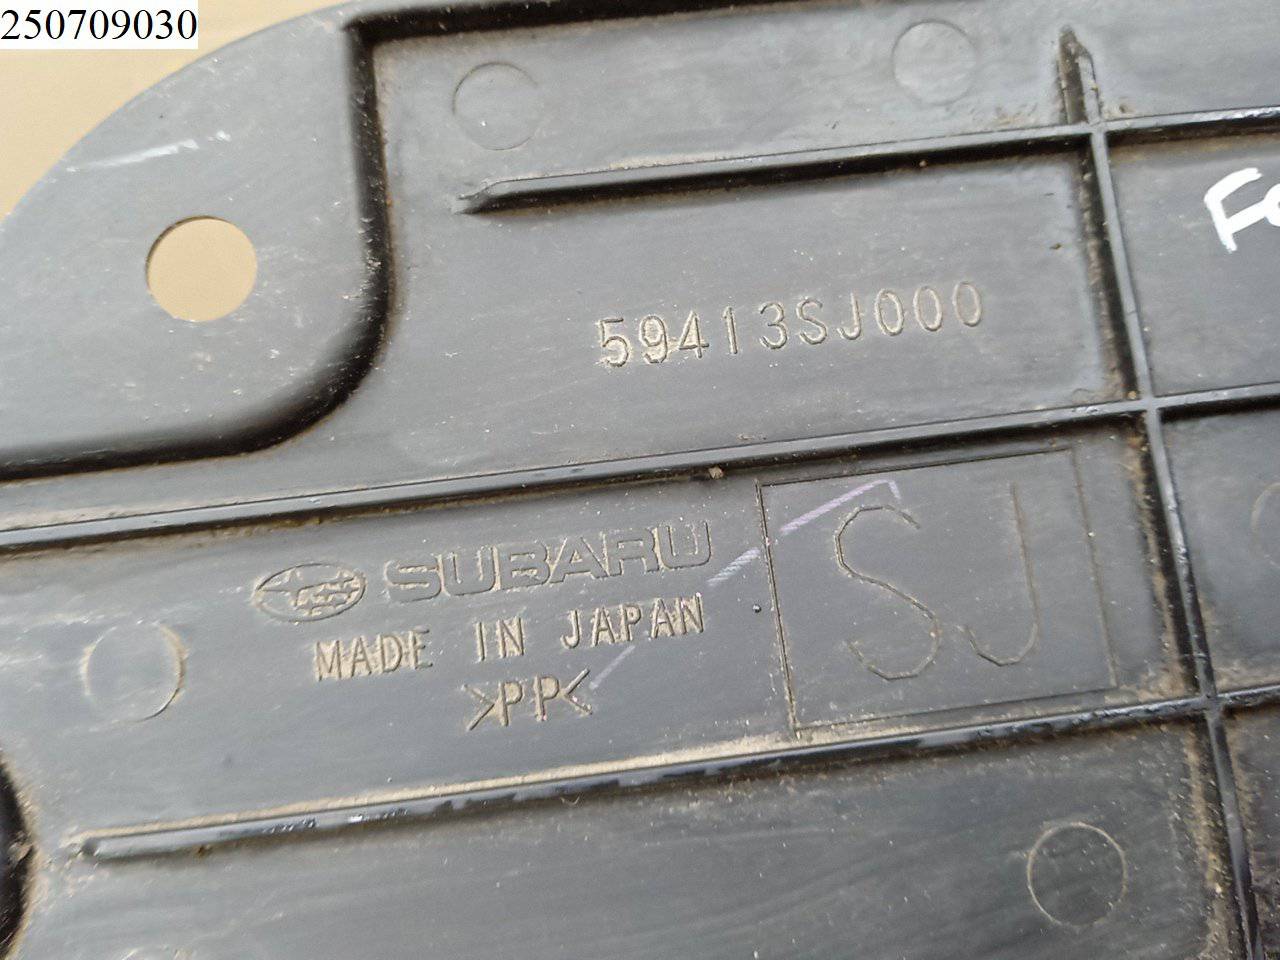 250709030
59413SJ000
SUBARU
MADE IN JAPAN
>PP<
SJ